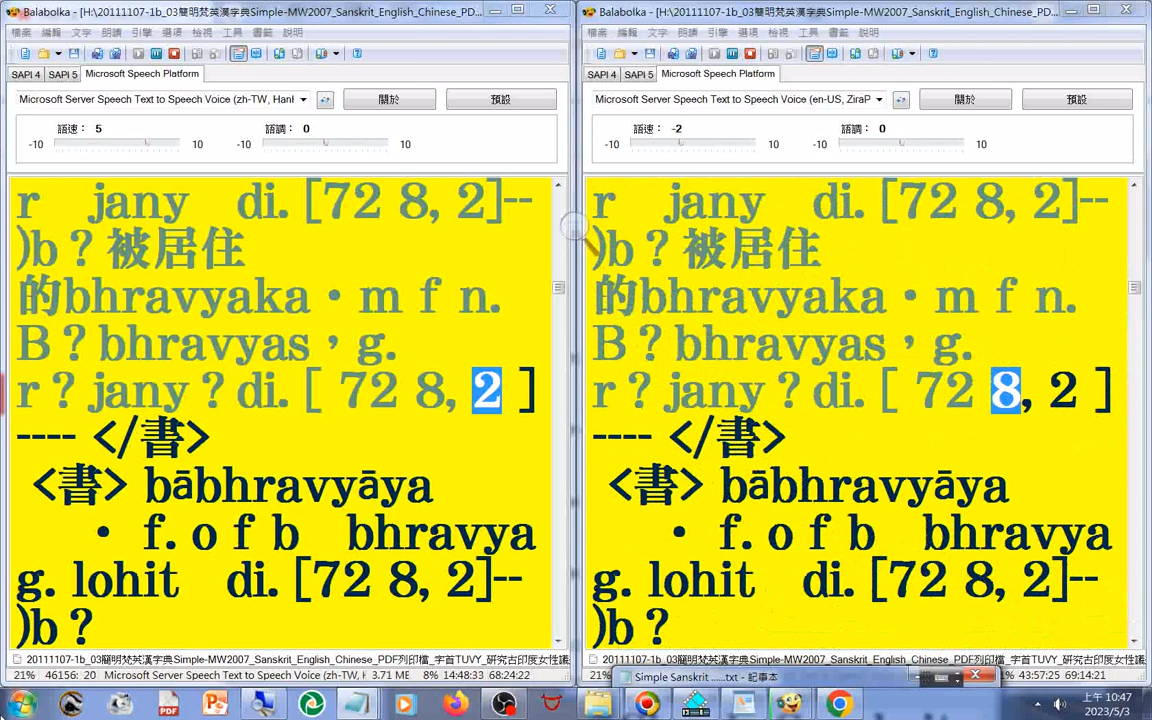 Balabolka - [H:\20111107-1b_03簡明梵英漢字典Simple-MW2007_Sanskrit_English_Chinese_PD...
檔案 編輯 文字 朗讀 引擎 選項 檢視 工具 書籤 說明
SAPI 4 SAPI 5 Microsoft Speech Platform
Microsoft Server Speech Text to Speech Voice (zh-TW, HanH 關於 預設
語速： 5 語調： 0
-10 10 -10 10
r jany di. [72 8, 2]--
)b？被居住
的bhravyaka・m f n.
B？bhravyas，g.
r？jany？di. [ 72 8, 2 ]
---- </書>
<書> bābhravyāya
・ f. o f b bhravya
g. lohit di. [72 8, 2]--
)b？
20111107-1b_03簡明梵英漢字典Simple-MW2007_Sanskrit_English_Chinese_PDF列印檔_字首TUVY_研究古印度女性議
21% 46156: 20 Microsoft Server Speech Text to Speech Voice (zh-TW, H 3.71 ME 8% 14:48:33 68:24:22
Balabolka - [H:\20111107-1b_03簡明梵英漢字典Simple-MW2007_Sanskrit_English_Chinese_PD...
檔案 編輯 文字 朗讀 引擎 選項 檢視 工具 書籤 說明
SAPI 4 SAPI 5 Microsoft Speech Platform
Microsoft Server Speech Text to Speech Voice (en-US, ZiraP 關於 預設
語速： -2 語調： 0
-10 10 -10 10
r jany di. [72 8, 2]--
)b？被居住
的bhravyaka・m f n.
B？bhravyas，g.
r？jany？di. [ 72 8, 2 ]
---- </書>
<書> bābhravyāya
・ f. o f b bhravya
g. lohit di. [72 8, 2]--
)b？
20111107-1b_03簡明梵英漢字典Simple-MW2007_Sanskrit_English_Chinese_PDF列印檔_字首TUVY_研究古印度女性議
21% 43:57:25 69:14:21
Simple Sanskrit ......txt - 記事本
上午 10:47
2023/5/3